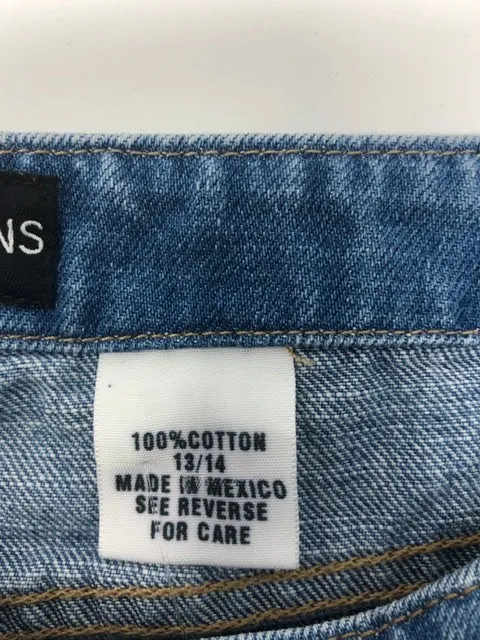 NS
100%COTTON
13/14
MADE IN MEXICO
SEE REVERSE
FOR CARE